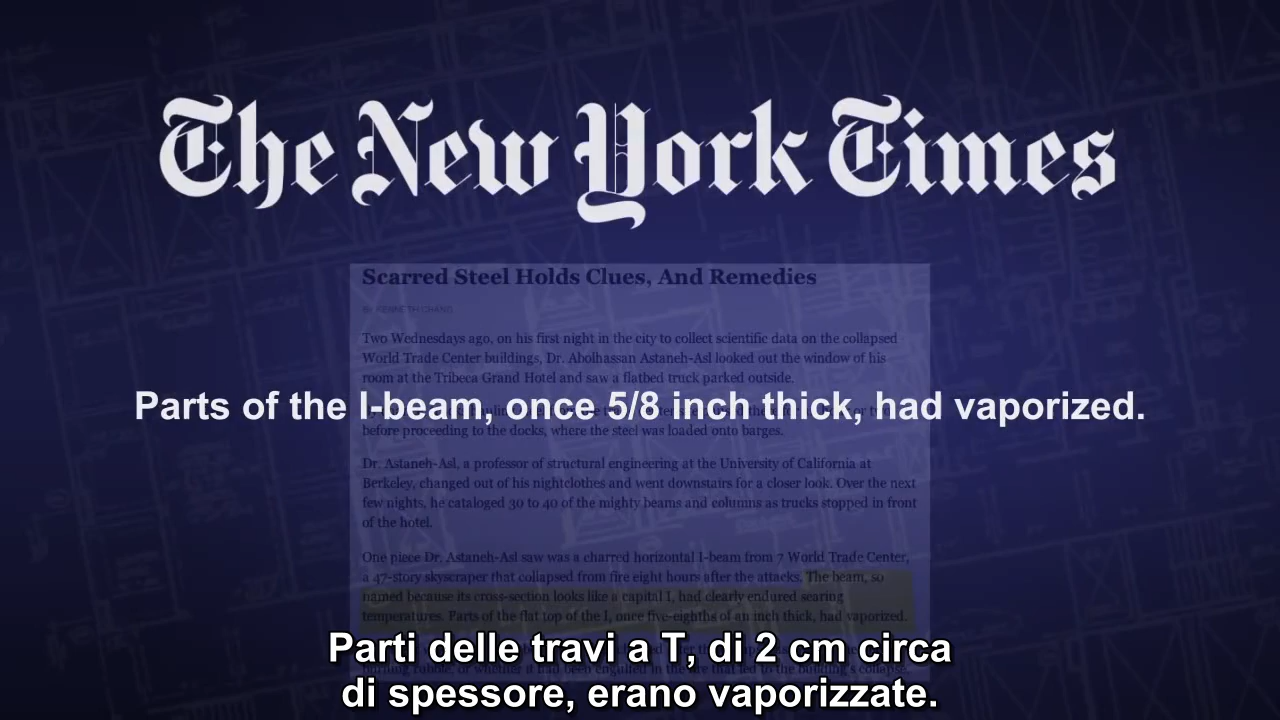 The New York Times
Scarred Steel Holds Clues, And Remedies
BY KENNETH CHANG
Two Wednesdays ago, on his first night in the city to collect scientific data on the collapsed
World Trade Center buildings, Dr. Abolhassan Astaneh-Asl looked out the window of his
room at the Tribeca Grand Hotel and saw a flatbed truck parked outside.
Parts of the I-beam, once 5/8 inch thick, had vaporized.
before proceeding to the docks, where the steel was loaded onto barges.
Dr. Astaneh-Asl, a professor of structural engineering at the University of California at
Berkeley, changed out of his nightclothes and went downstairs for a closer look. Over the next
few nights, he cataloged 30 to 40 of the mighty beams and columns as trucks stopped in front
of the hotel.
One piece Dr. Astaneh-Asl saw was a charred horizontal I-beam from 7 World Trade Center,
a 47-story skyscraper that collapsed from fire eight hours after the attacks. The beam, so
named because its cross-section looks like a capital I, had clearly endured searing
temperatures. Parts of the flat top of the I, once five-eighths of an inch thick, had vaporized.
Parti delle travi a T, di 2 cm circa
di spessore, erano vaporizzate.